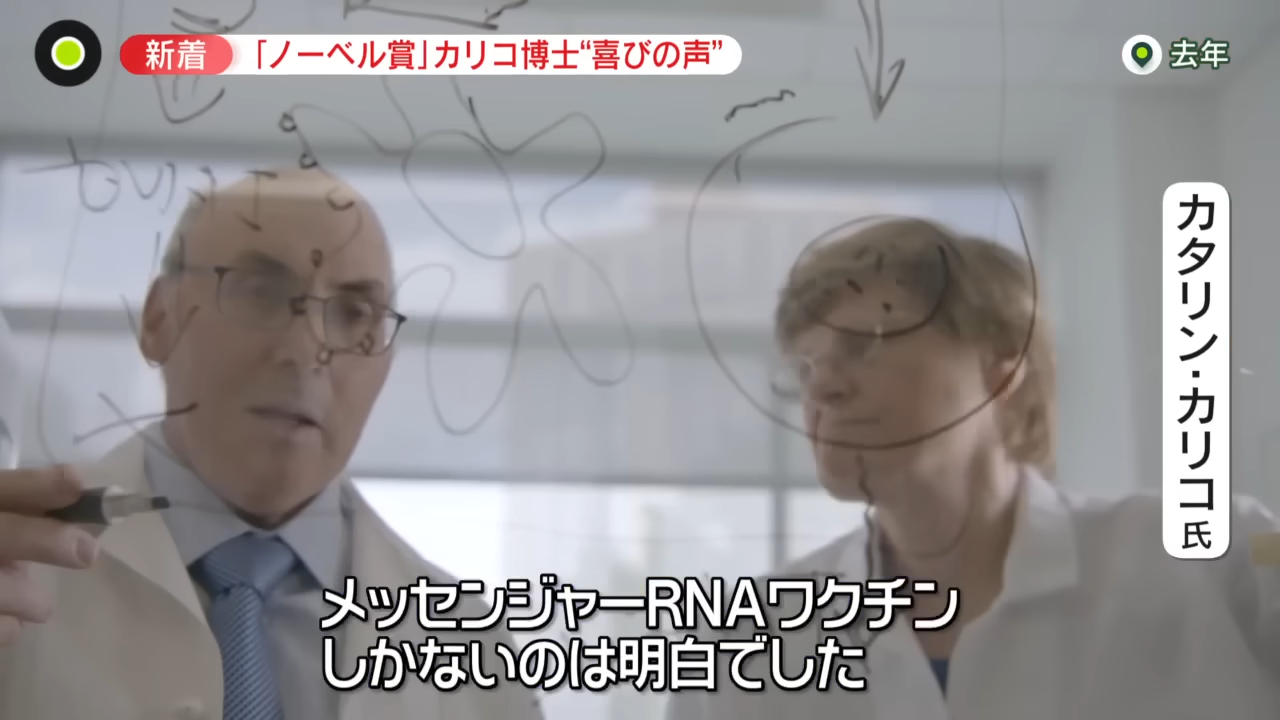 新着
「ノーベル賞」カリコ博士“喜びの声”
去年
カタリン・カリコ氏
メッセンジャーRNAワクチン
しかないのは明白でした